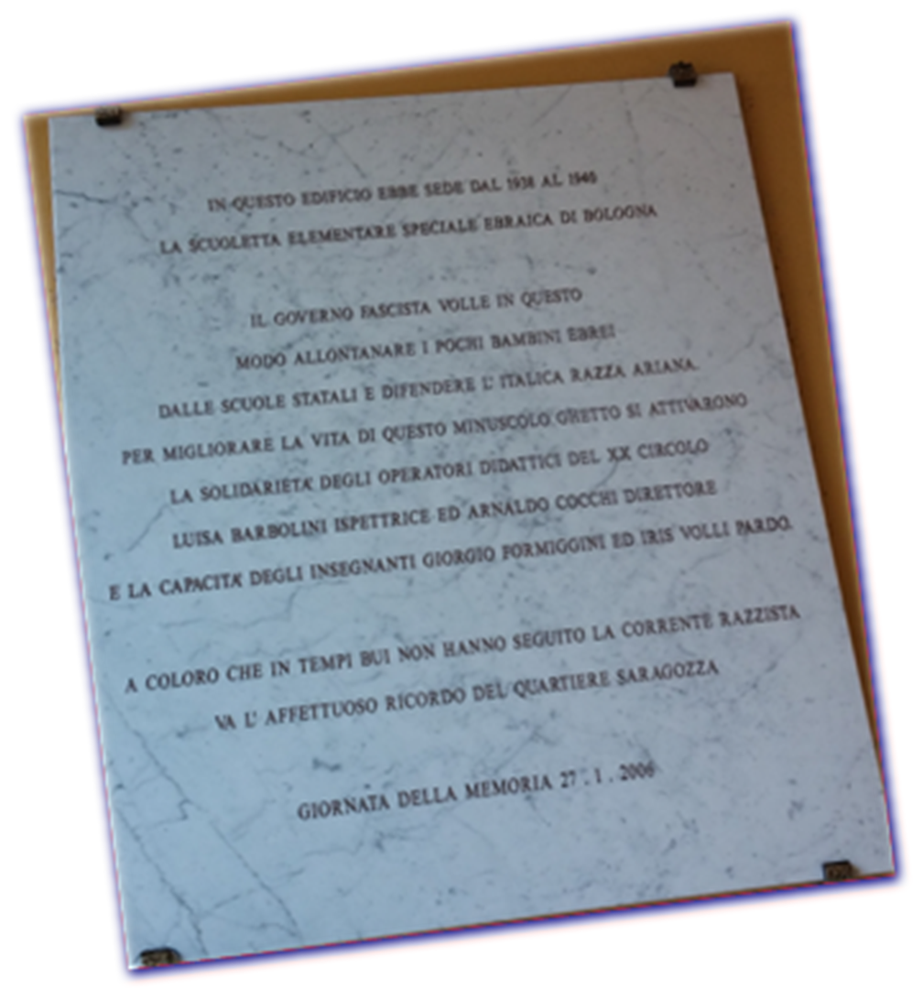 IN QUESTO EDIFICIO EBBE SEDE DAL 1938 AL 1940
LA SCUOLETTA ELEMENTARE SPECIALE EBRAICA DI BOLOGNA
IL GOVERNO FASCISTA VOLLE IN QUESTO
MODO ALLONTANARE I POCHI BAMBINI EBREI
DALLE SCUOLE STATALI E DIFENDERE L' ITALICA RAZZA ARIANA.
PER MIGLIORARE LA VITA DI QUESTO MINUSCOLO GHETTO SI ATTIVARONO
LA SOLIDARIETA' DEGLI OPERATORI DIDATTICI DEL XX CIRCOLO
LUISA BARBOLINI ISPETTRICE ED ARNALDO COCCHI DIRETTORE
E LA CAPACITA' DEGLI INSEGNANTI GIORGIO FORMIGGINI ED IRIS VOLLI PARDO.
A COLORO CHE IN TEMPI BUI NON HANNO SEGUITO LA CORRENTE RAZZISTA
VA L' AFFETTUOSO RICORDO DEL QUARTIERE SARAGOZZA
GIORNATA DELLA MEMORIA 27 . 1 . 2006